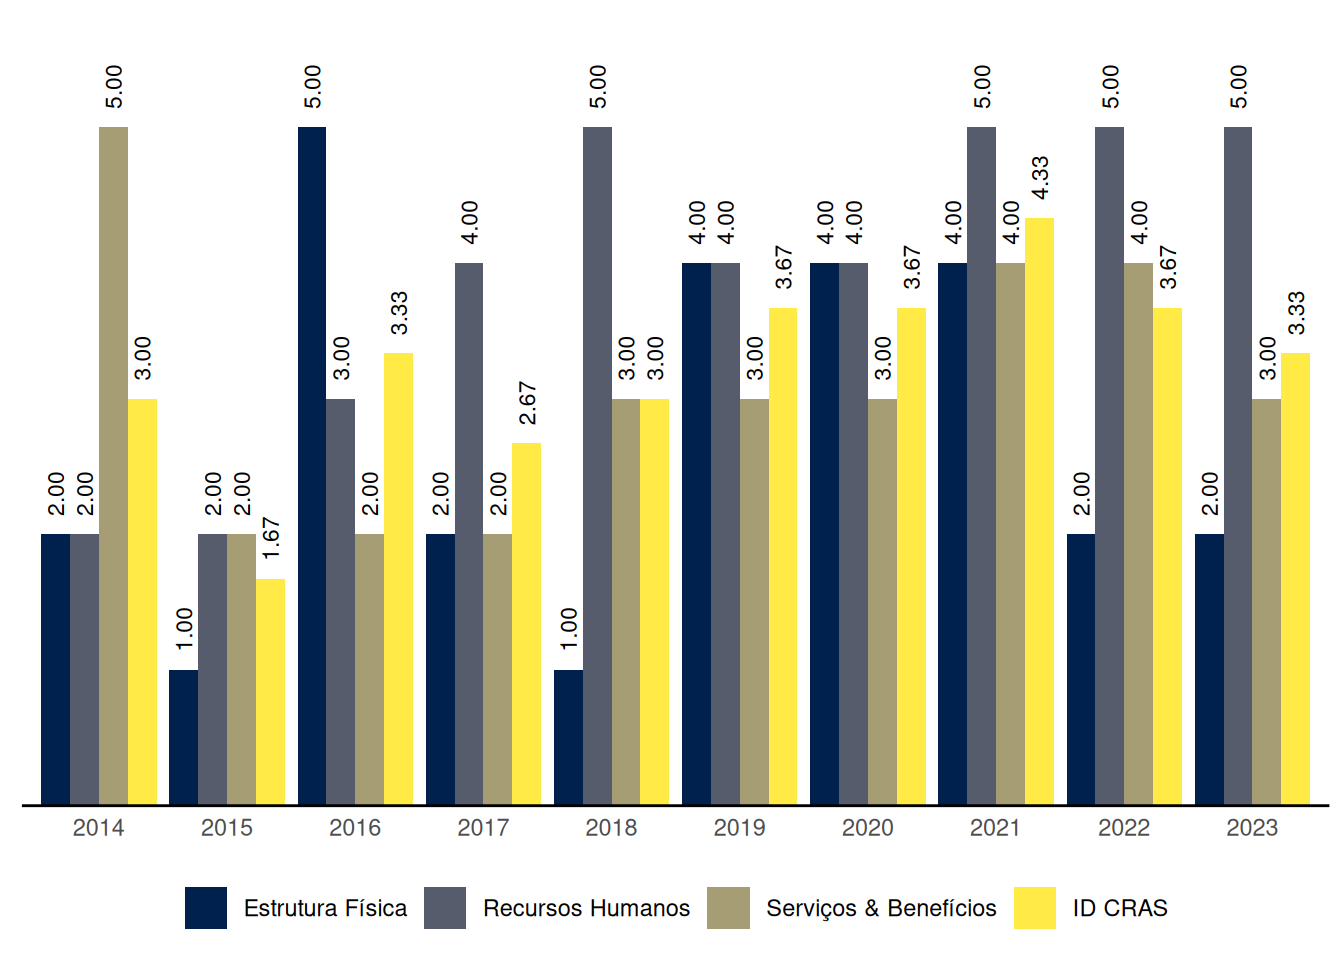 2.00 2.00 5.00 3.00
1.00 2.00 2.00 1.67
5.00 3.00 2.00 3.33
2.00 4.00 2.00 2.67
1.00 5.00 3.00 3.00
4.00 4.00 3.00 3.67
4.00 4.00 3.00 3.67
4.00 5.00 4.00 4.33
2.00 5.00 4.00 3.67
2.00 5.00 3.00 3.33
2014 2015 2016 2017 2018 2019 2020 2021 2022 2023
Estrutura Física Recursos Humanos Serviços & Benefícios ID CRAS